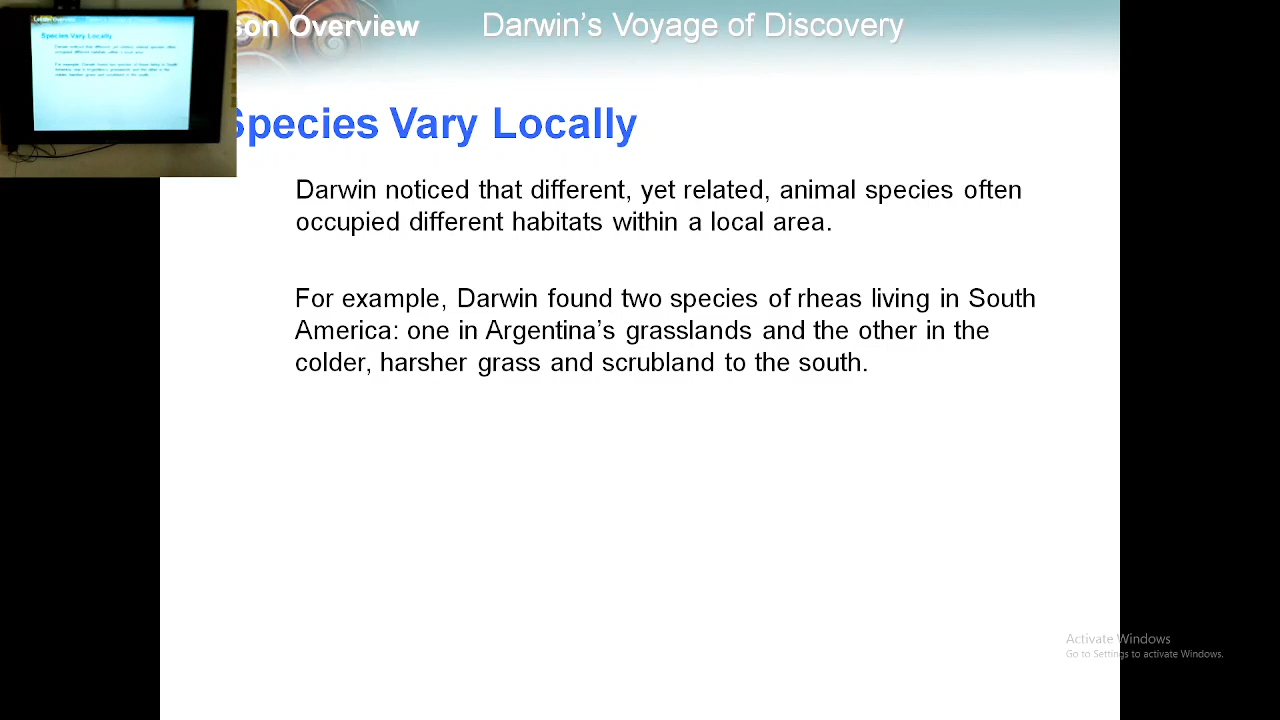 son Overview
Darwin’s Voyage of Discovery
Species Vary Locally
Darwin noticed that different, yet related, animal species often
occupied different habitats within a local area.
For example, Darwin found two species of rheas living in South
America: one in Argentina’s grasslands and the other in the
colder, harsher grass and scrubland to the south.
Activate Windows
Go to Settings to activate Windows.